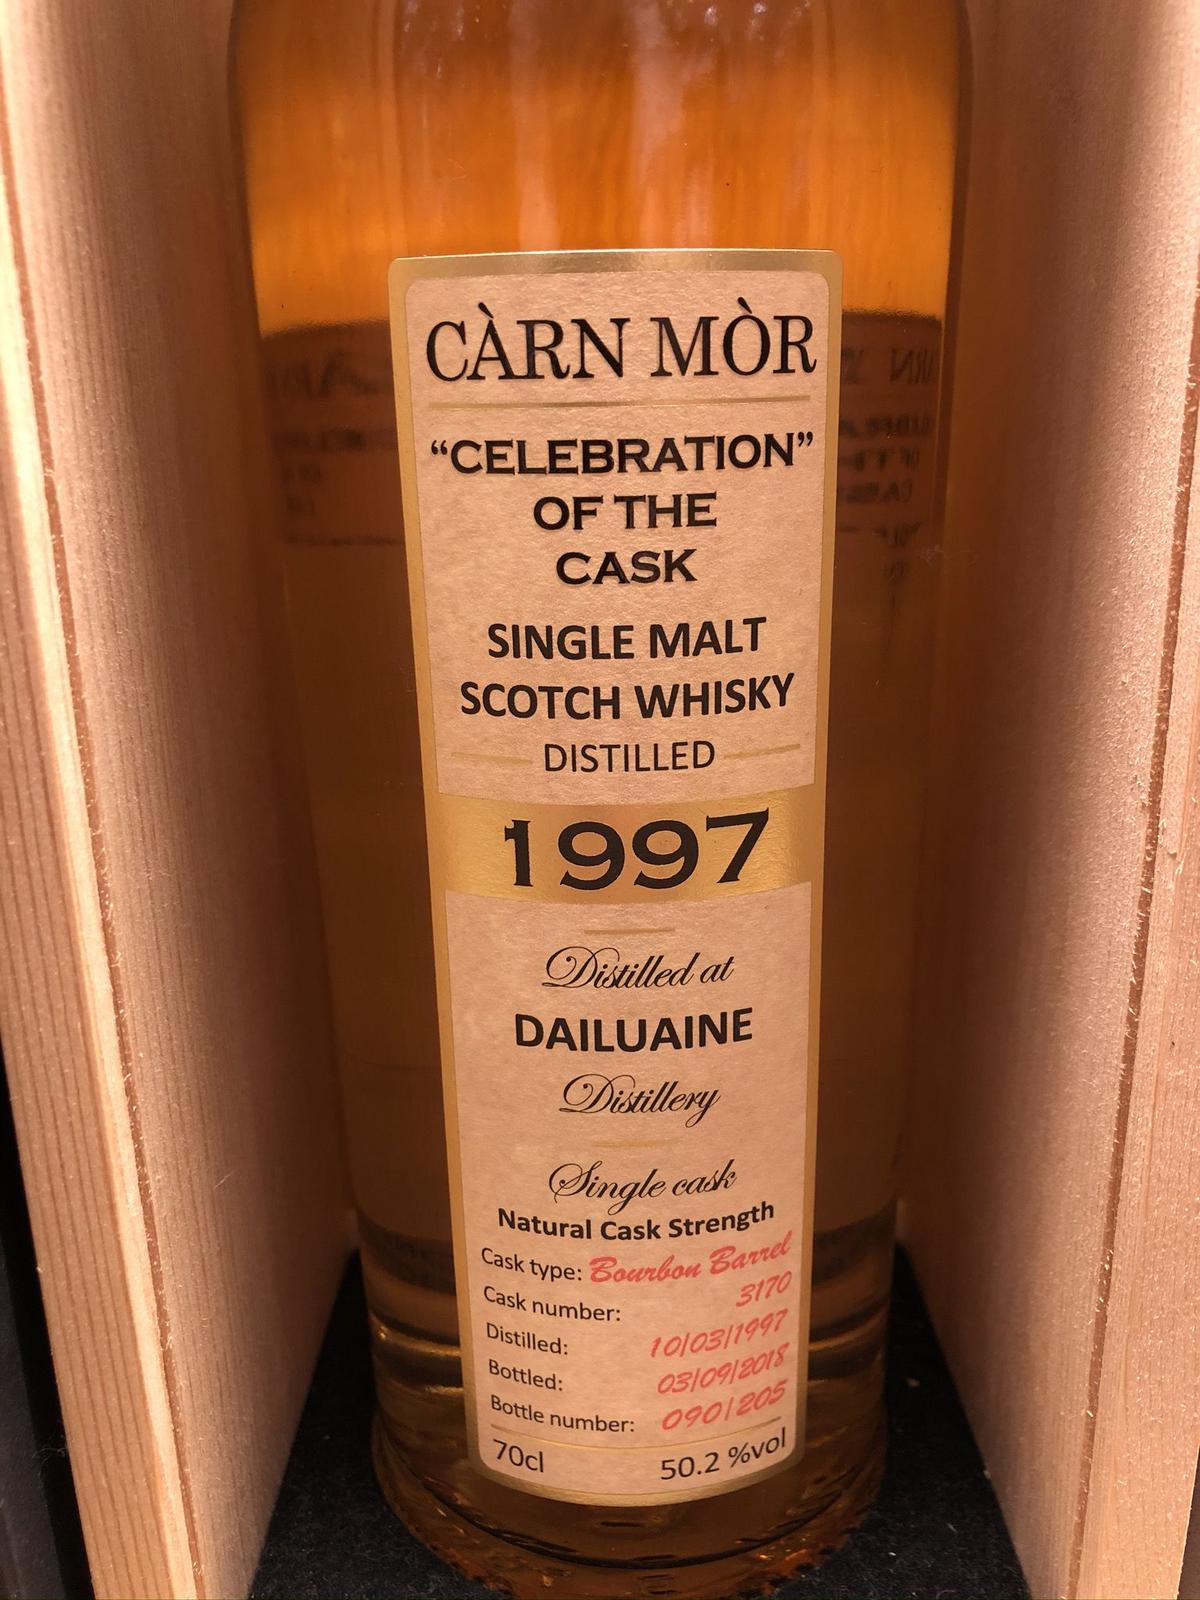 CÀRN MÒR
“CELEBRATION”
OF THE
CASK
SINGLE MALT
SCOTCH WHISKY
DISTILLED
1997
Distilled at
DAILUAINE
Distillery
Single cask
Natural Cask Strength
Cask type: Bourbon Barrel
Cask number: 3170
Distilled: 10/03/1997
Bottled: 03/09/2018
Bottle number: 090/205
70cl 50.2 %vol